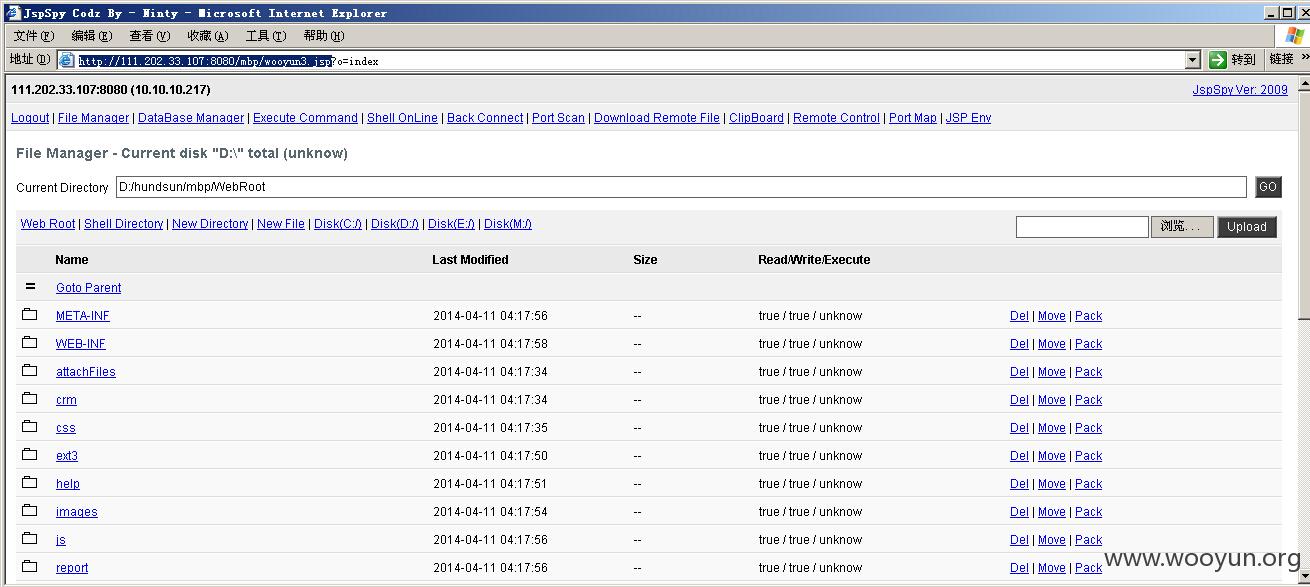 JspSpy Codz By - Ninty - Microsoft Internet Explorer
文件(F) 编辑(E) 查看(V) 收藏(A) 工具(T) 帮助(H)
地址(D) http://111.202.33.107:8080/mbp/wooyun3.jsp?o=index 转到 链接 »
111.202.33.107:8080 (10.10.10.217) JspSpy Ver: 2009
Logout | File Manager | DataBase Manager | Execute Command | Shell OnLine | Back Connect | Port Scan | Download Remote File | ClipBoard | Remote Control | Port Map | JSP Env
File Manager - Current disk "D:\" total (unknow)
Current Directory D:/hundsun/mbp/WebRoot GO
Web Root | Shell Directory | New Directory | New File | Disk(C:/) | Disk(D:/) | Disk(E:/) | Disk(M:/) 浏览... Upload
Name Last Modified Size Read/Write/Execute
= Goto Parent
META-INF 2014-04-11 04:17:56 -- true / true / unknow Del | Move | Pack
WEB-INF 2014-04-11 04:17:58 -- true / true / unknow Del | Move | Pack
attachFiles 2014-04-11 04:17:34 -- true / true / unknow Del | Move | Pack
crm 2014-04-11 04:17:34 -- true / true / unknow Del | Move | Pack
css 2014-04-11 04:17:35 -- true / true / unknow Del | Move | Pack
ext3 2014-04-11 04:17:50 -- true / true / unknow Del | Move | Pack
help 2014-04-11 04:17:51 -- true / true / unknow Del | Move | Pack
images 2014-04-11 04:17:54 -- true / true / unknow Del | Move | Pack
js 2014-04-11 04:17:56 -- true / true / unknow Del | Move | Pack
report 2014-04-11 04:17:56 -- true / true / unknow Del | Move | Pack
www.wooyun.org